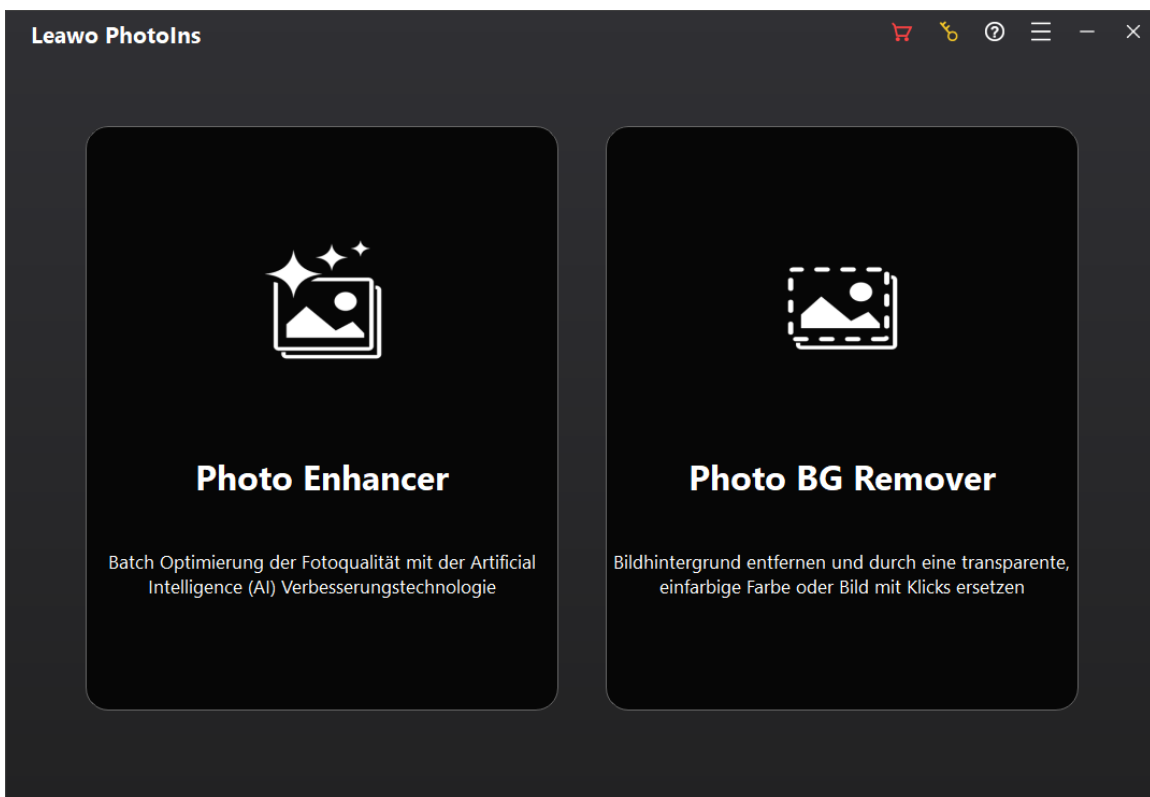 Leawo PhotoIns
Photo Enhancer
Batch Optimierung der Fotoqualität mit der Artificial
Intelligence (AI) Verbesserungstechnologie
Photo BG Remover
Bildhintergrund entfernen und durch eine transparente,
einfarbige Farbe oder Bild mit Klicks ersetzen